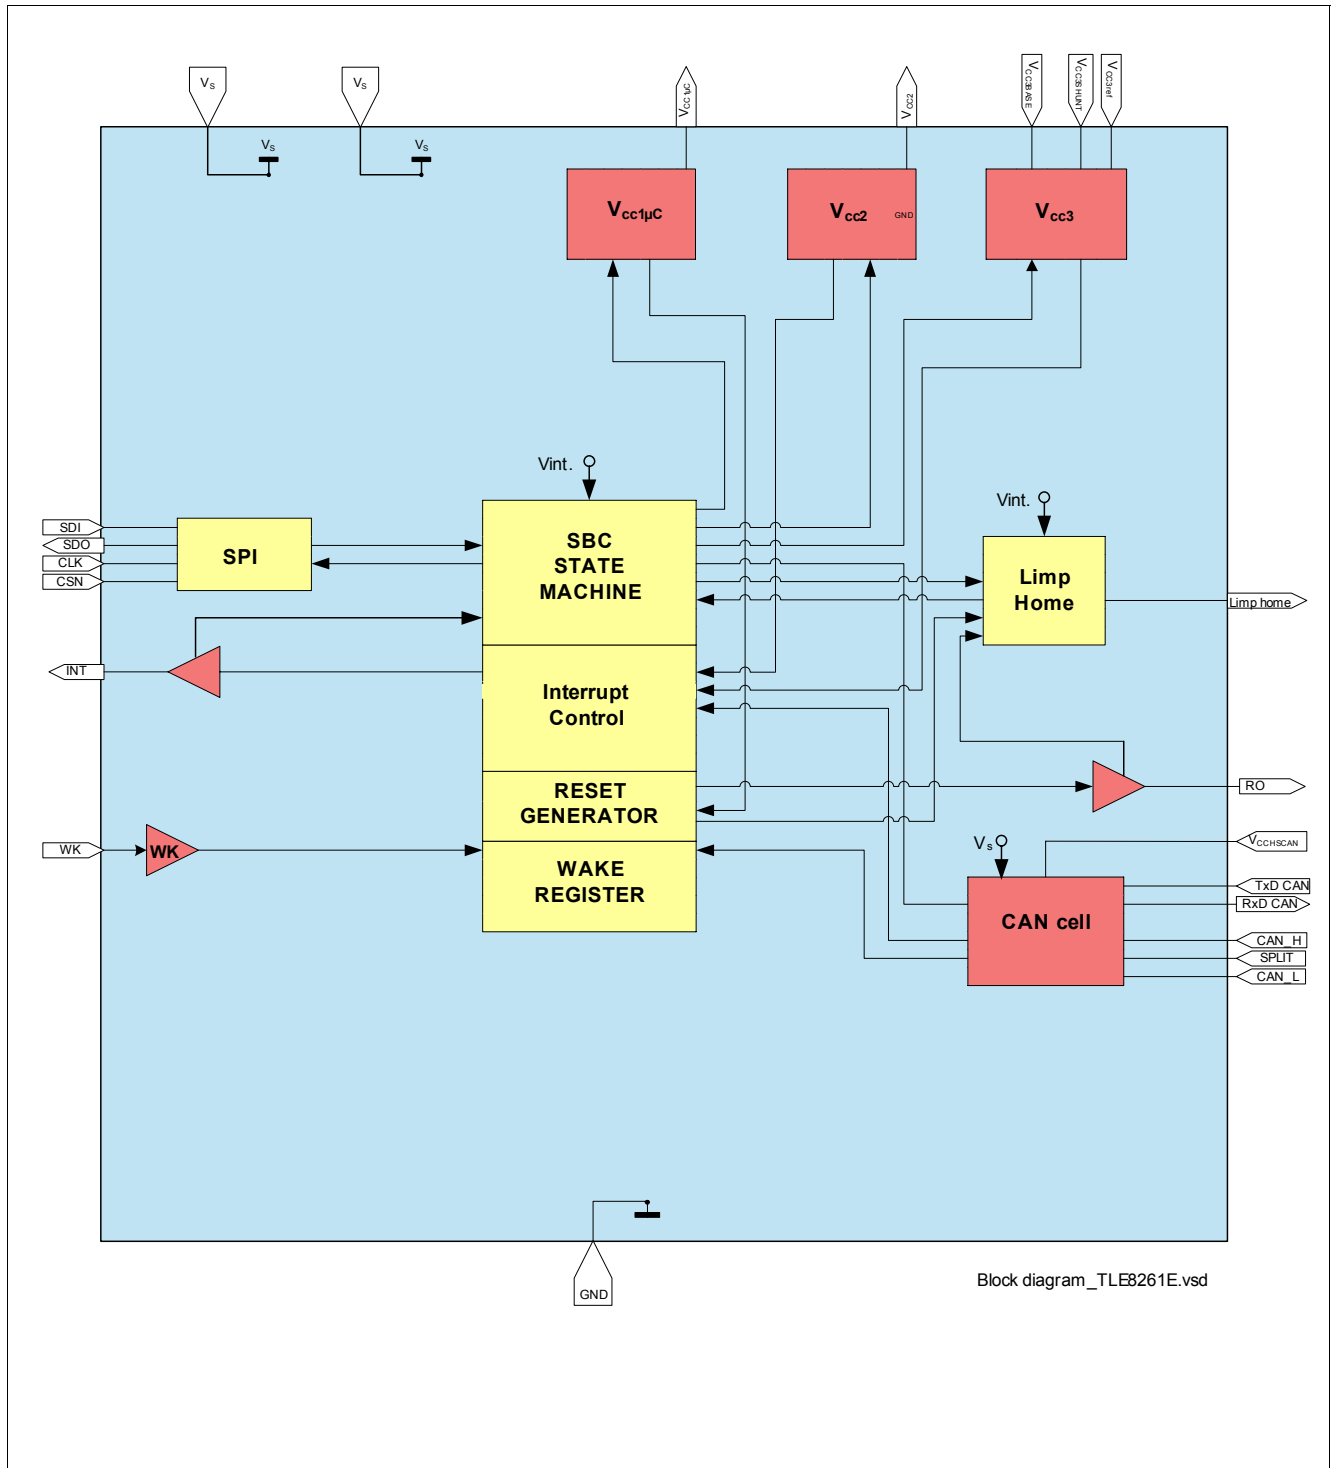 Vs
Vs
VCC1µC
VCC2
VCC3BASE
VCC3SHUNT
VCC3ref
Vs
Vs
Vcc1µC
Vcc2
GND
Vcc3
Vint.
Vint.
SDI
SDO
CLK
CSN
SPI
SBC
STATE
MACHINE
Limp
Home
Limp home
INT
Interrupt
Control
RESET
GENERATOR
RO
WK
WK
WAKE
REGISTER
Vs
VCCHSCAN
CAN cell
TxD CAN
RxD CAN
CAN_H
SPLIT
CAN_L
GND
Block diagram_TLE8261E.vsd